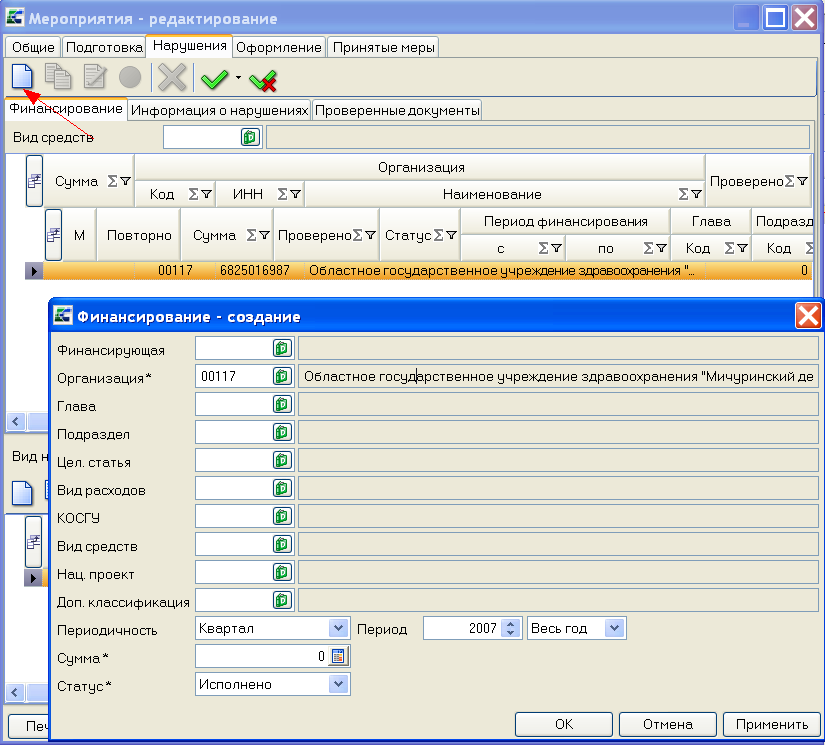 Мероприятия - редактирование
Общие Подготовка Нарушения Оформление Принятые меры
Финансирование Информация о нарушениях Проверенные документы
Вид средств
Сумма Σ Организация Проверено Σ
Код Σ ИНН Σ Наименование Σ
М Повторно Сумма Σ Проверено Σ Статус Σ Период финансирования Глава Подразд
с Σ по Σ Код Σ Код Σ
00117 6825016987 Областное государственное учреждение здравоохранения "... 0
Финансирование - создание
Финансирующая
Организация* 00117 Областное государственное учреждение здравоохранения "Мичуринский де
Глава
Подраздел
Вид н
Цел. статья
Вид расходов
КОСГУ
Вид средств
Нац. проект
Доп. классификация
Периодичность Квартал Период 2007 Весь год
Сумма* 0
Статус* Исполнено
Печ
OK Отмена Применить